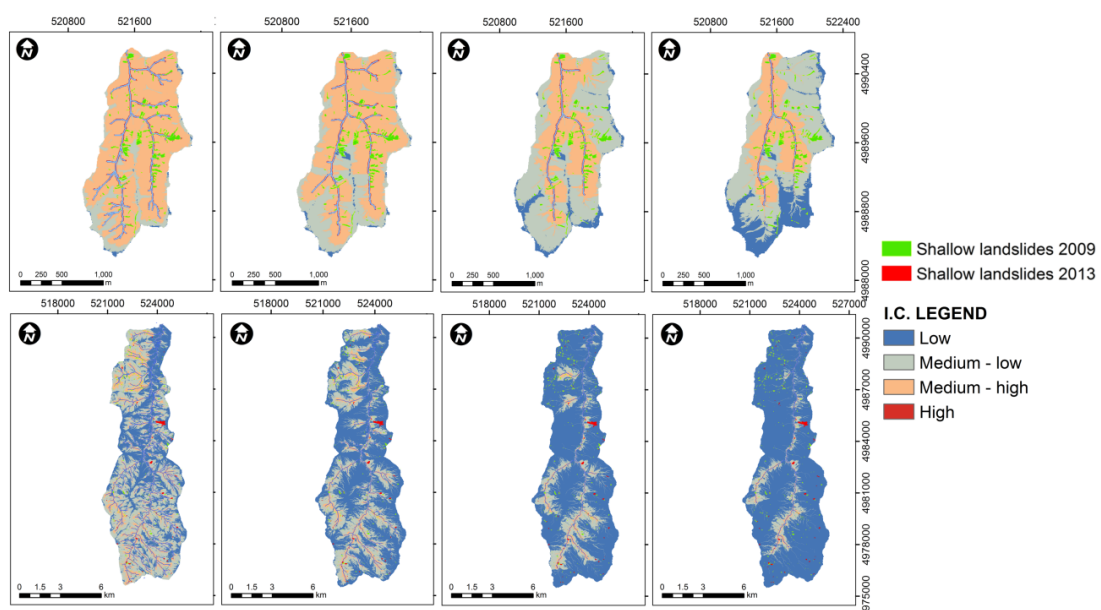 520800 521600 520800 521600 521600 520800 521600 522400
N N N N
4990400
4989600
4988800
4988000
0 250 500 1,000 m
0 250 500 1,000 m
0 250 500 1,000 m
0 250 500 1,000 m
Shallow landslides 2009
Shallow landslides 2013
I.C. LEGEND
Low
Medium - low
Medium - high
High
518000 521000 524000 518000 521000 524000 521000 524000 518000 521000 524000 527000
N N N N
4990000
4987000
4984000
4981000
4978000
975000
0 1.5 3 6 km
0 1.5 3 6 km
0 1.5 3 6 km
0 1.5 3 6 km